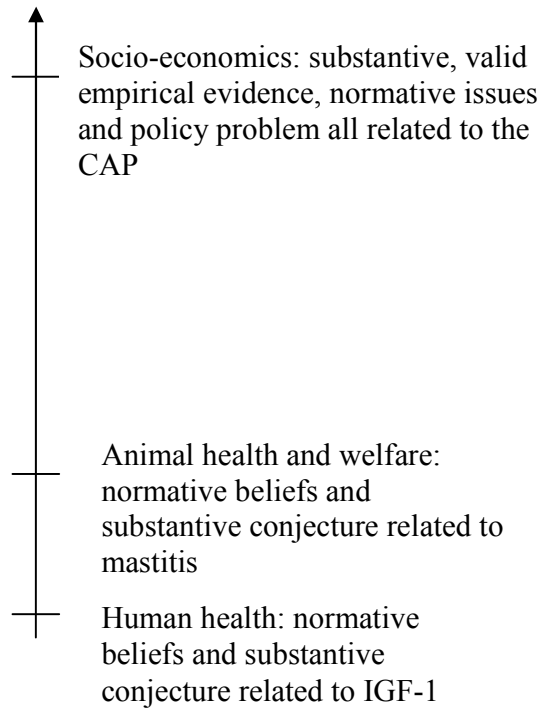 Socio-economics: substantive, valid
empirical evidence, normative issues
and policy problem all related to the
CAP
Animal health and welfare:
normative beliefs and
substantive conjecture related to
mastitis
Human health: normative
beliefs and substantive
conjecture related to IGF-1